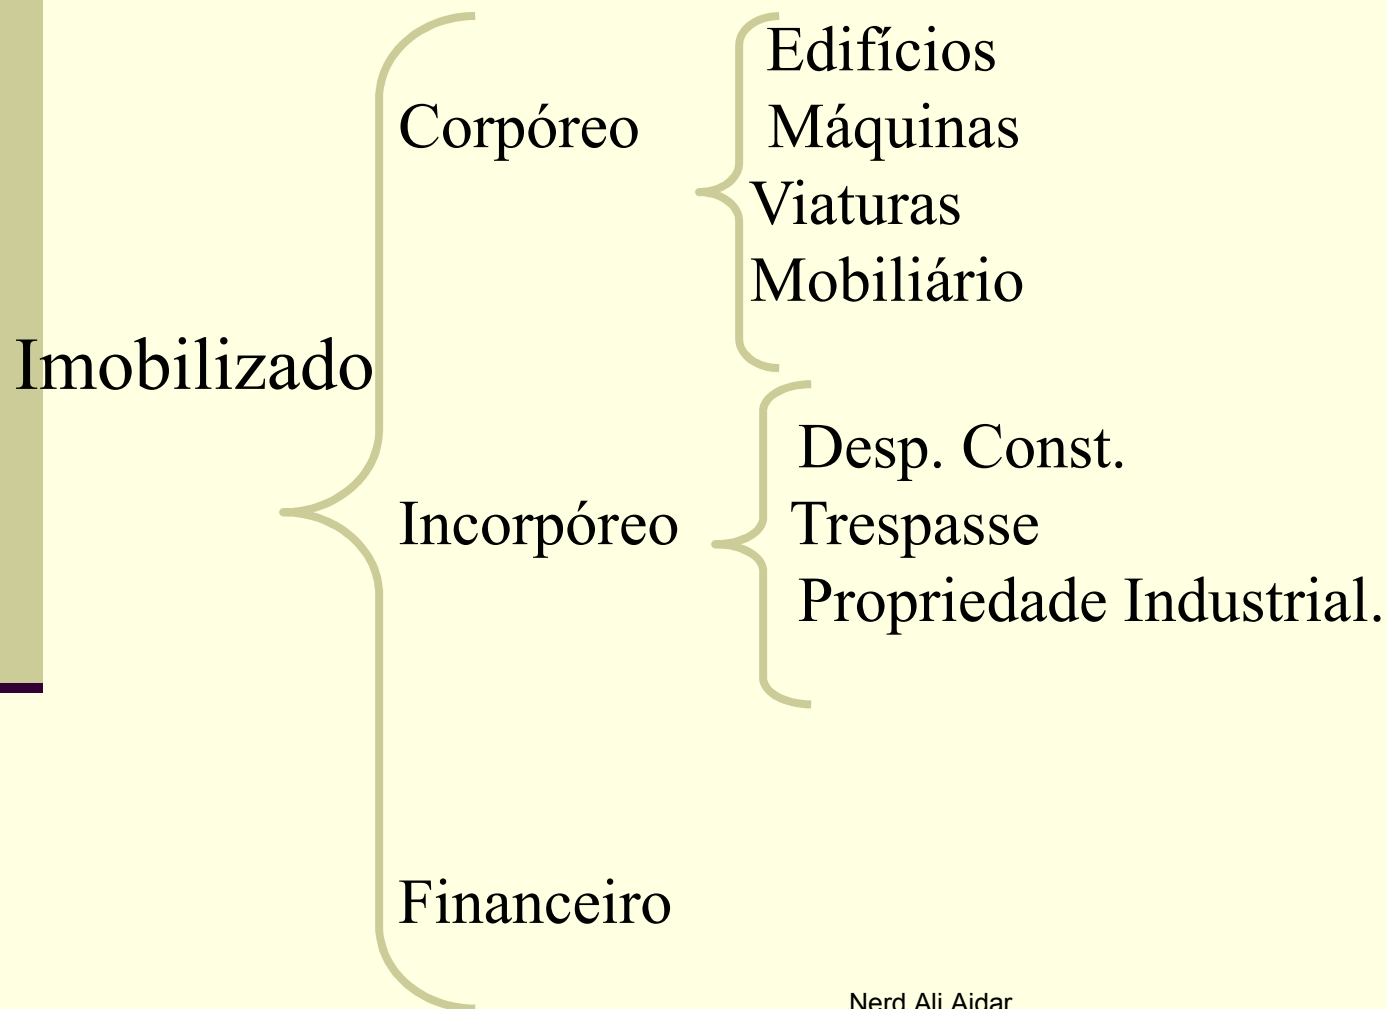 Imobilizado
Corpóreo
Edifícios
Máquinas
Viaturas
Mobiliário
Incorpóreo
Desp. Const.
Trespasse
Propriedade Industrial.
Financeiro
Nerd Ali Aidar